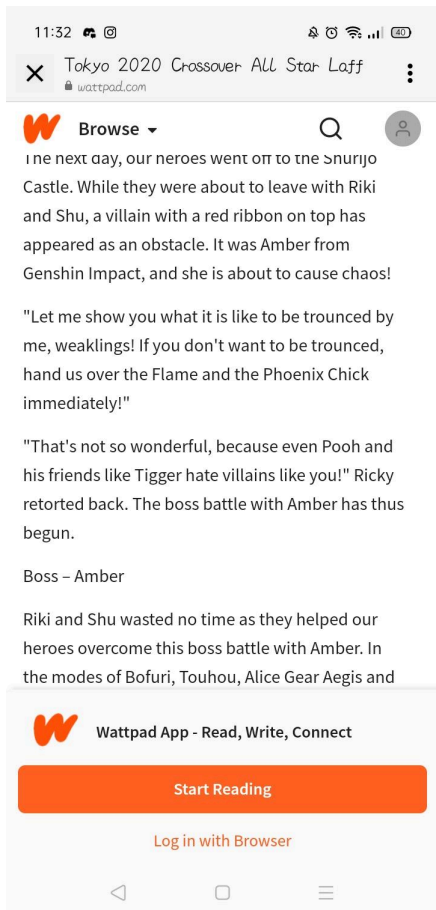 11:32
40
Tokyo 2020 Crossover All Star Laff
wattpad.com
Browse
The next day, our heroes went off to the Shurijo
Castle. While they were about to leave with Riki
and Shu, a villain with a red ribbon on top has
appeared as an obstacle. It was Amber from
Genshin Impact, and she is about to cause chaos!
"Let me show you what it is like to be trounced by
me, weaklings! If you don't want to be trounced,
hand us over the Flame and the Phoenix Chick
immediately!"
"That's not so wonderful, because even Pooh and
his friends like Tigger hate villains like you!" Ricky
retorted back. The boss battle with Amber has thus
begun.
Boss – Amber
Riki and Shu wasted no time as they helped our
heroes overcome this boss battle with Amber. In
the modes of Bofuri, Touhou, Alice Gear Aegis and
Wattpad App - Read, Write, Connect
Start Reading
Log in with Browser